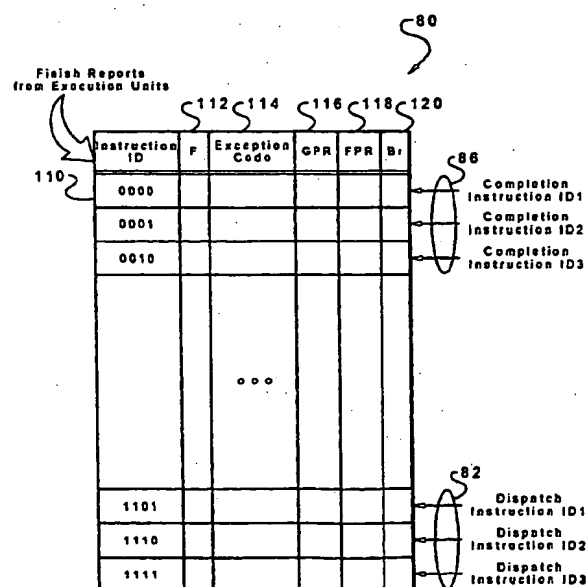 80
Finish Reports
from Execution Units
112 114 116 118 120
Instruction ID F Exception Code GPR FPR Br
110
0000
0001
0010
86
Completion
Instruction ID1
Completion
Instruction ID2
Completion
Instruction ID3
1101
1110
1111
82
Dispatch
Instruction ID1
Dispatch
Instruction ID2
Dispatch
Instruction ID3